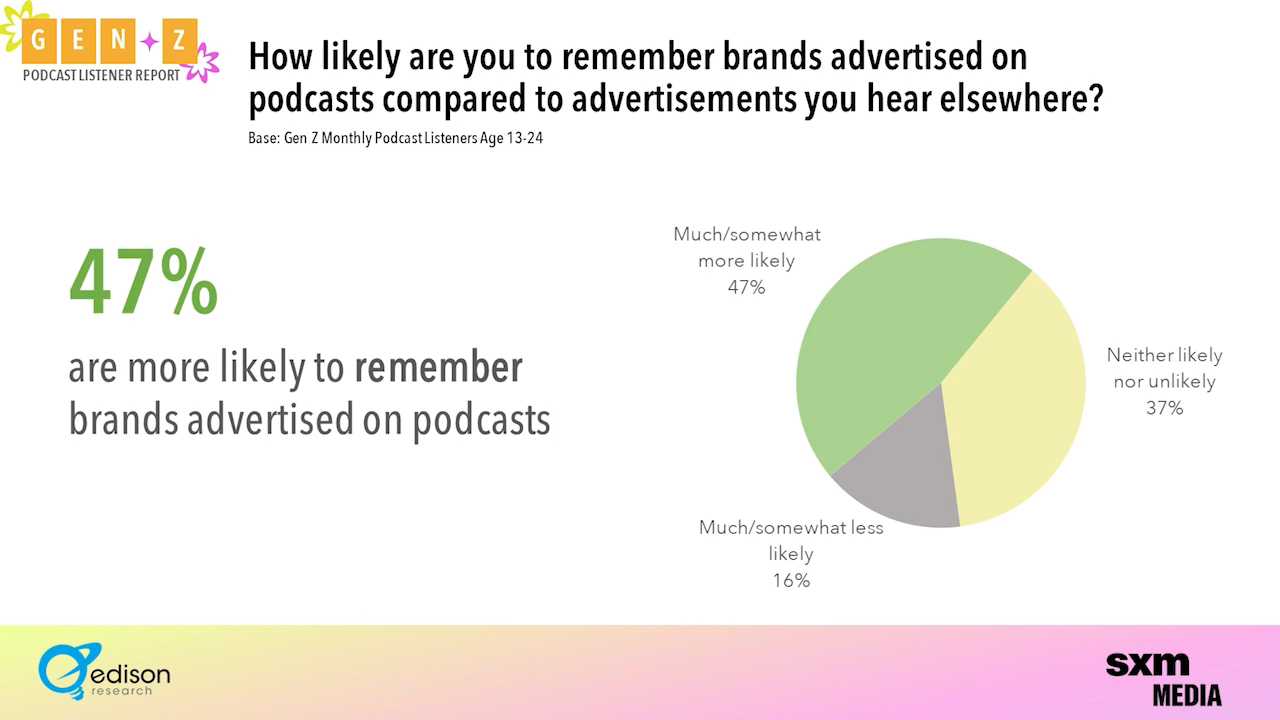 GEN Z
PODCAST LISTENER REPORT
How likely are you to remember brands advertised on
podcasts compared to advertisements you hear elsewhere?
Base: Gen Z Monthly Podcast Listeners Age 13-24
47%
are more likely to remember
brands advertised on podcasts
Much/somewhat
more likely
47%
Neither likely
nor unlikely
37%
Much/somewhat less
likely
16%
edison
research
sxm
MEDIA